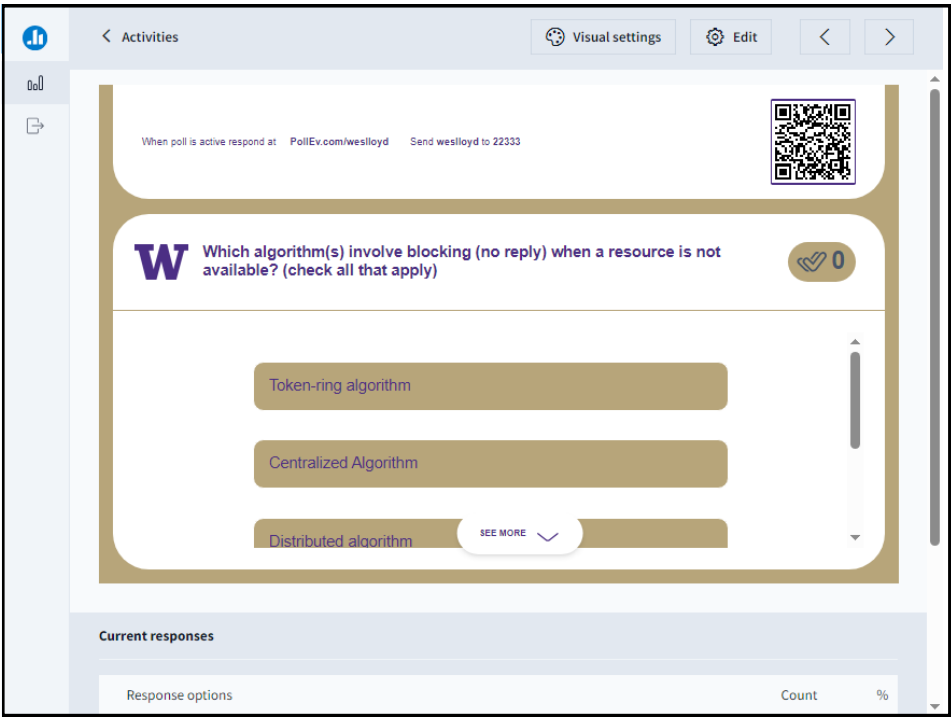 Activities
Visual settings
Edit
When poll is active respond at PollEv.com/weslloyd Send weslloyd to 22333
W
Which algorithm(s) involve blocking (no reply) when a resource is not
available? (check all that apply)
0
Token-ring algorithm
Centralized Algorithm
Distributed algorithm
SEE MORE
Current responses
Response options Count %